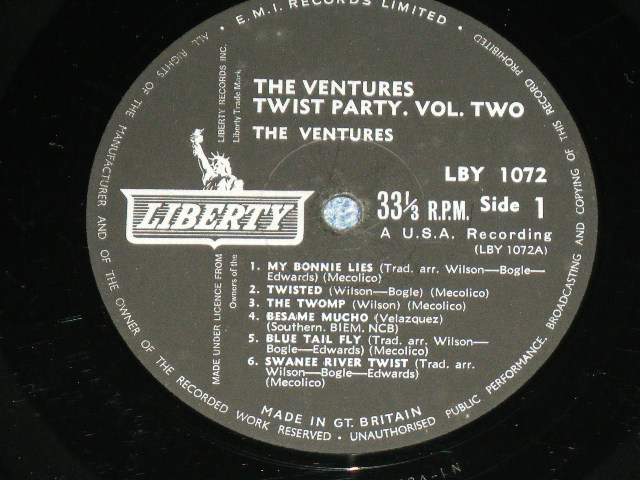 E.M.I. RECORDS LIMITED •
ALL RIGHTS OF THE MANUFACTURER AND OF THE OWNER OF THE RECORDED WORK RESERVED • UNAUTHORISED PUBLIC PERFORMANCE, BROADCASTING AND COPYING OF THIS RECORD PROHIBITED
LIBERTY RECORDS INC.
Liberty Trade Mark
THE VENTURES
TWIST PARTY. VOL. TWO
THE VENTURES
LBY 1072
33⅓ R.P.M. Side 1
A U.S.A. Recording
(LBY 1072A)
LIBERTY
MADE UNDER LICENCE FROM
Owners of the
1. MY BONNIE LIES (Trad. arr. Wilson—Bogle—
Edwards) (Mecolico)
2. TWISTED (Wilson—Bogle) (Mecolico)
3. THE TWOMP (Wilson) (Mecolico)
4. BESAME MUCHO (Velazquez)
(Southern. BIEM. NCB)
5. BLUE TAIL FLY (Trad. arr. Wilson—
Bogle—Edwards) (Mecolico)
6. SWANEE RIVER TWIST (Trad. arr.
Wilson—Bogle—Edwards)
(Mecolico)
MADE IN GT. BRITAIN